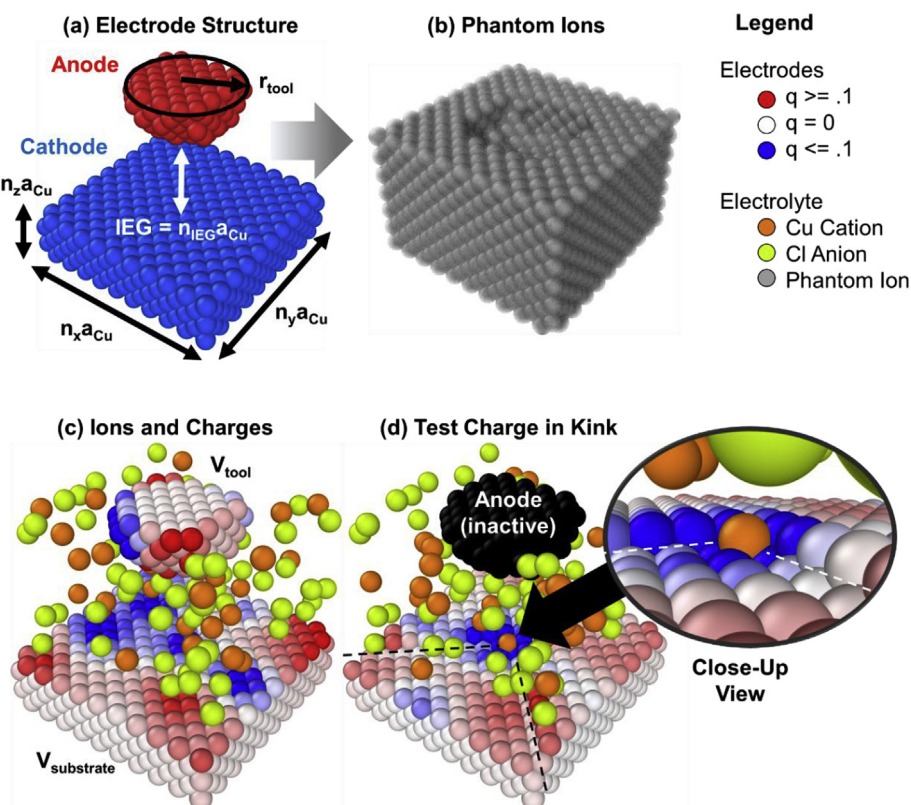 (a) Electrode Structure
Anode
r_tool
Cathode
n_z a_Cu
IEG = n_IEG a_Cu
n_x a_Cu
n_y a_Cu
(b) Phantom Ions
Legend
Electrodes
q >= .1
q = 0
q <= .1
Electrolyte
Cu Cation
Cl Anion
Phantom Ion
(c) Ions and Charges
V_tool
V_substrate
(d) Test Charge in Kink
Anode
(inactive)
Close-Up
View